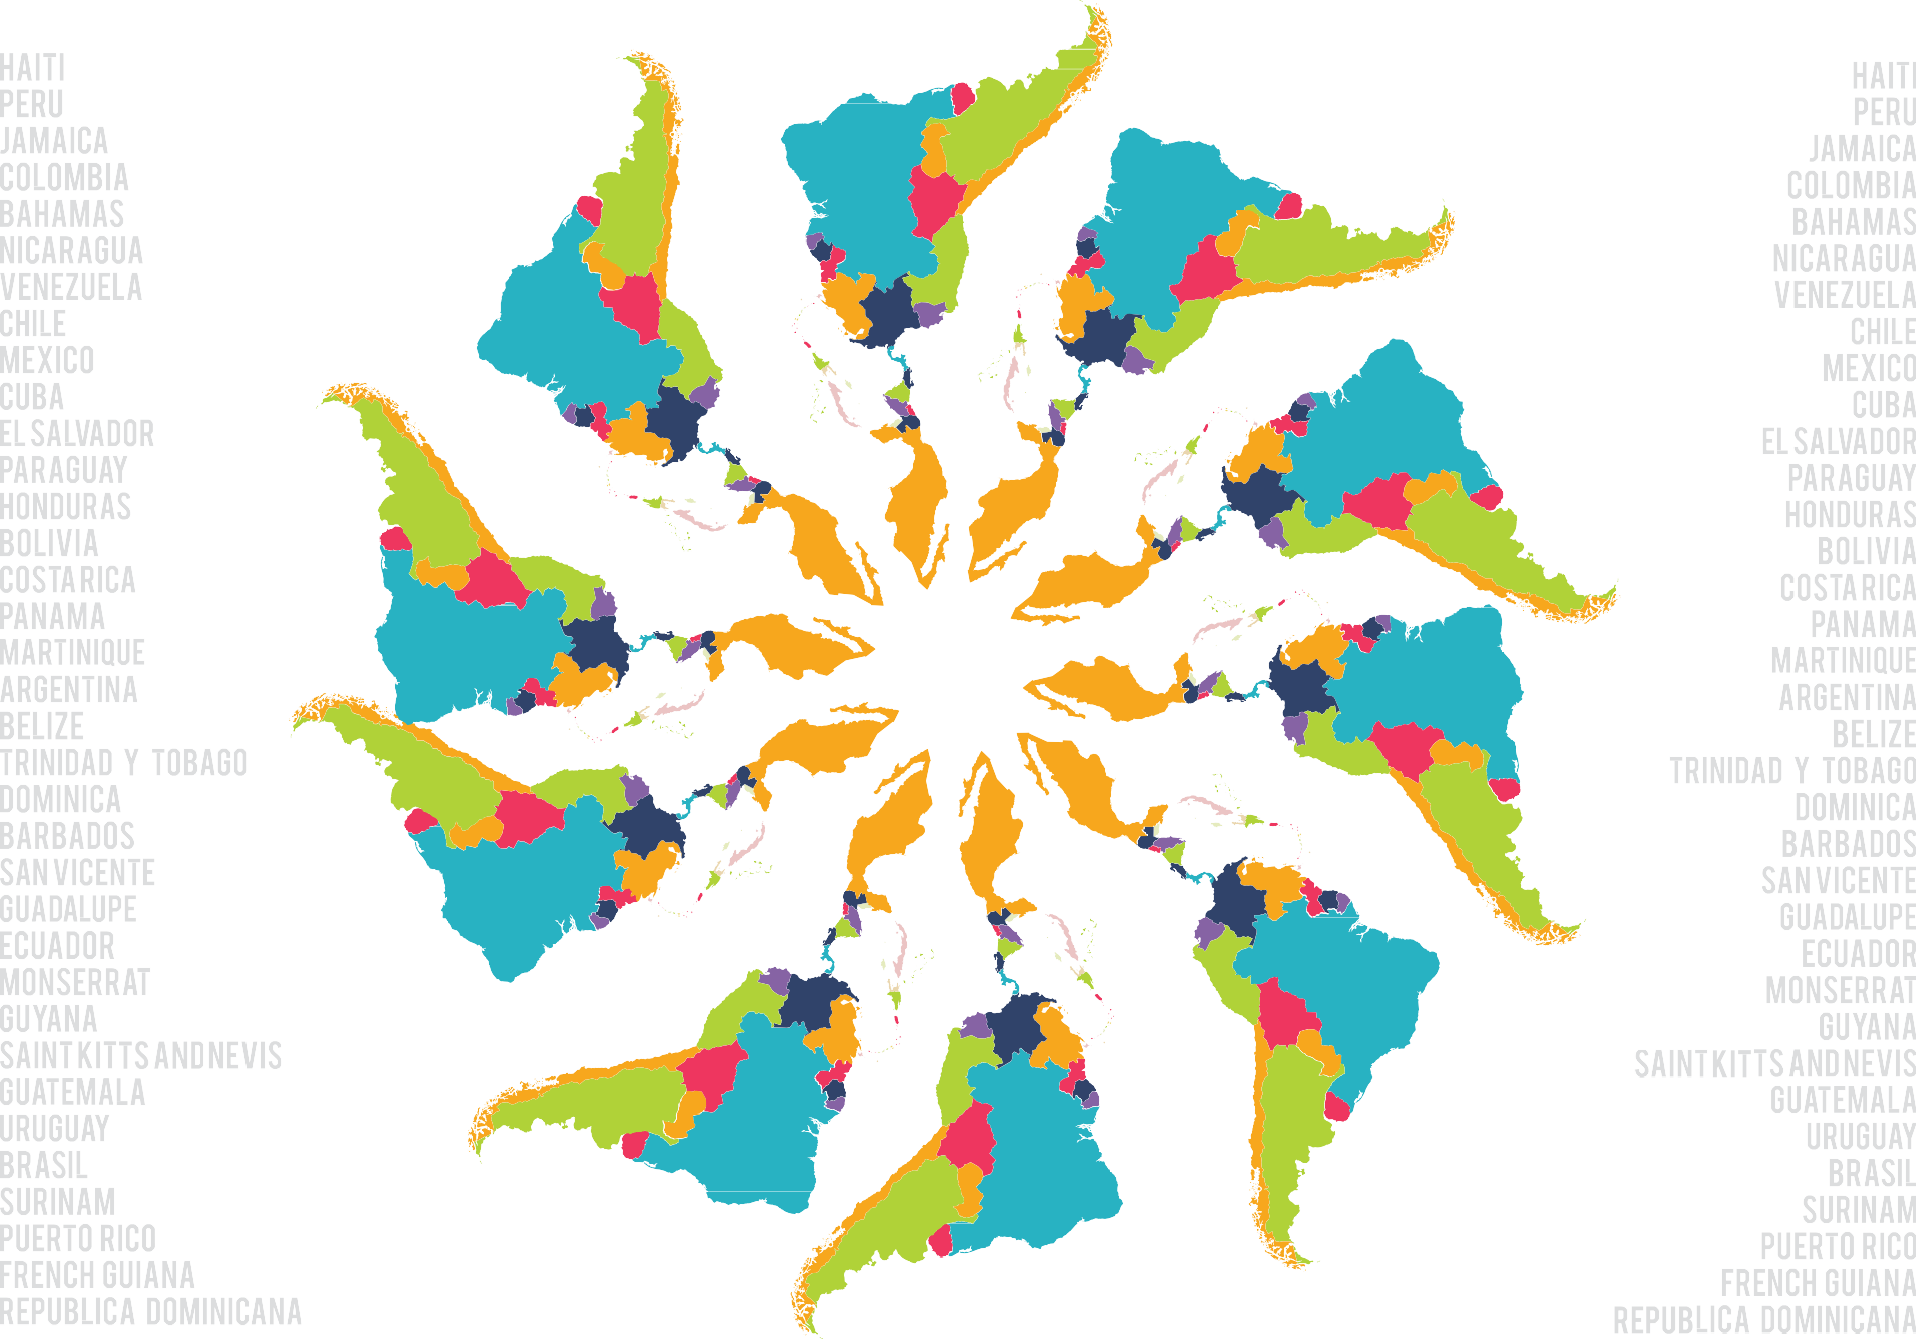 HAITI
PERU
JAMAICA
COLOMBIA
BAHAMAS
NICARAGUA
VENEZUELA
CHILE
MEXICO
CUBA
EL SALVADOR
PARAGUAY
HONDURAS
BOLIVIA
COSTA RICA
PANAMA
MARTINIQUE
ARGENTINA
BELIZE
TRINIDAD Y TOBAGO
DOMINICA
BARBADOS
SAN VICENTE
GUADALUPE
ECUADOR
MONSERRAT
GUYANA
SAINT KITTS AND NEVIS
GUATEMALA
URUGUAY
BRASIL
SURINAM
PUERTO RICO
FRENCH GUIANA
REPUBLICA DOMINICANA
HAITI
PERU
JAMAICA
COLOMBIA
BAHAMAS
NICARAGUA
VENEZUELA
CHILE
MEXICO
CUBA
EL SALVADOR
PARAGUAY
HONDURAS
BOLIVIA
COSTA RICA
PANAMA
MARTINIQUE
ARGENTINA
BELIZE
TRINIDAD Y TOBAGO
DOMINICA
BARBADOS
SAN VICENTE
GUADALUPE
ECUADOR
MONSERRAT
GUYANA
SAINT KITTS AND NEVIS
GUATEMALA
URUGUAY
BRASIL
SURINAM
PUERTO RICO
FRENCH GUIANA
REPUBLICA DOMINICANA